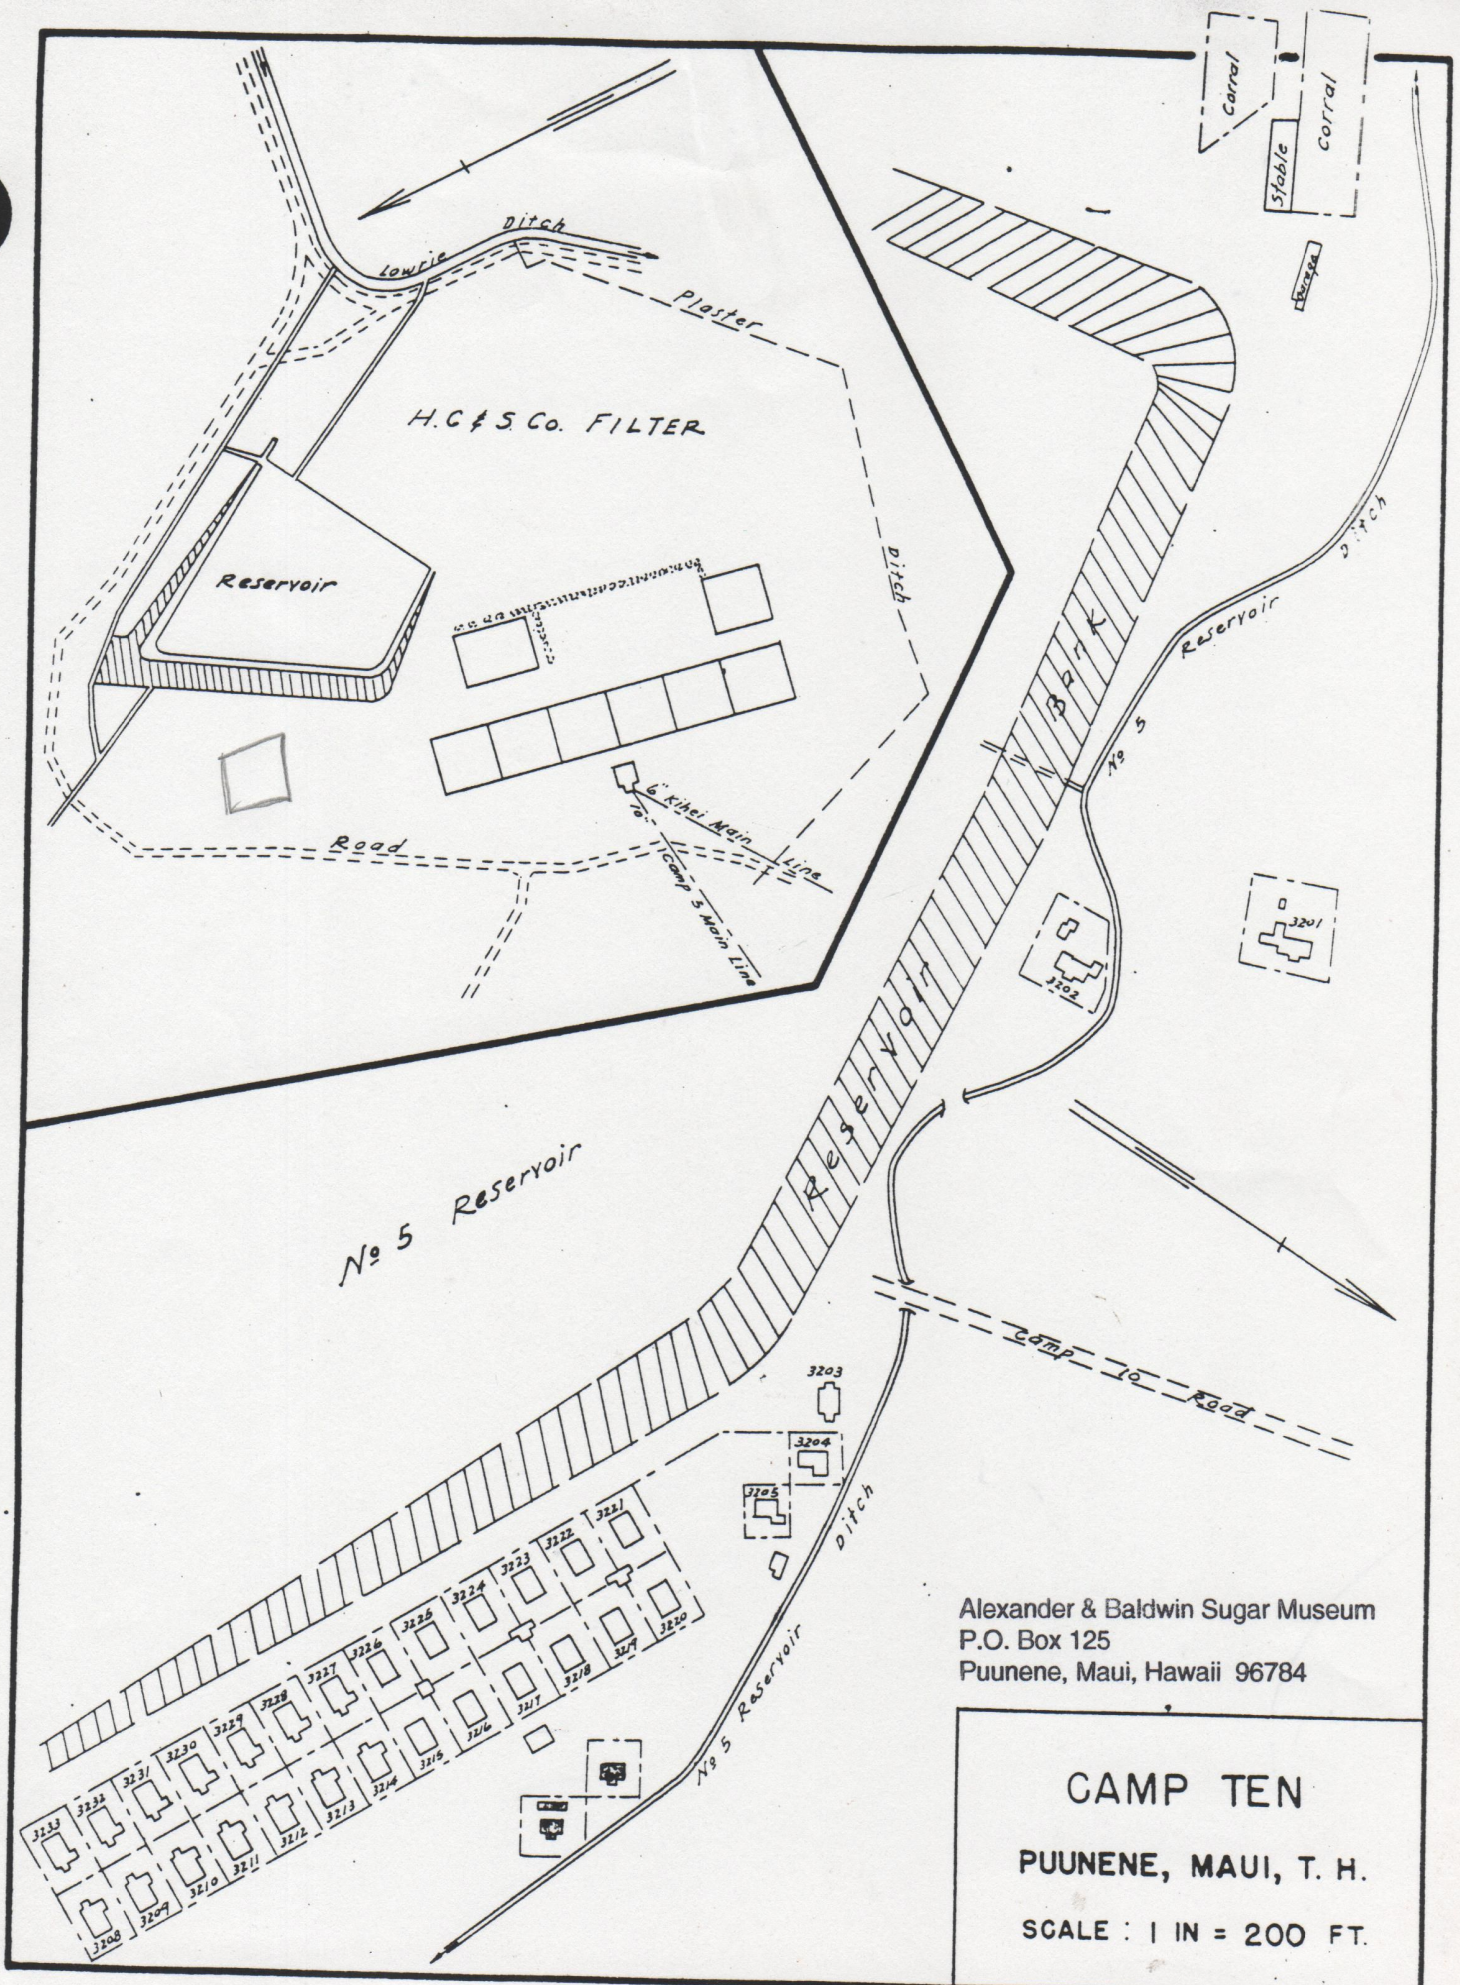 Corral
Corral
Stable
Garage
Lowrie Ditch
Plaster
Ditch
H.C & S. Co. FILTER
Reservoir
Road
6" Kihei Main Line
10" Camp 5 Main Line
No 5 Reservoir Ditch
Reservoir Bank
3201
3202
No 5 Reservoir
Camp 10 Road
3203
3204
3205
No 5 Reservoir Ditch
3221
3222
3223
3224
3225
3226
3227
3228
3229
3230
3231
3232
3233
3220
3219
3218
3217
3216
3215
3214
3213
3212
3211
3210
3209
3208
Alexander & Baldwin Sugar Museum
P.O. Box 125
Puunene, Maui, Hawaii 96784
CAMP TEN
PUUNENE, MAUI, T. H.
SCALE : 1 IN = 200 FT.